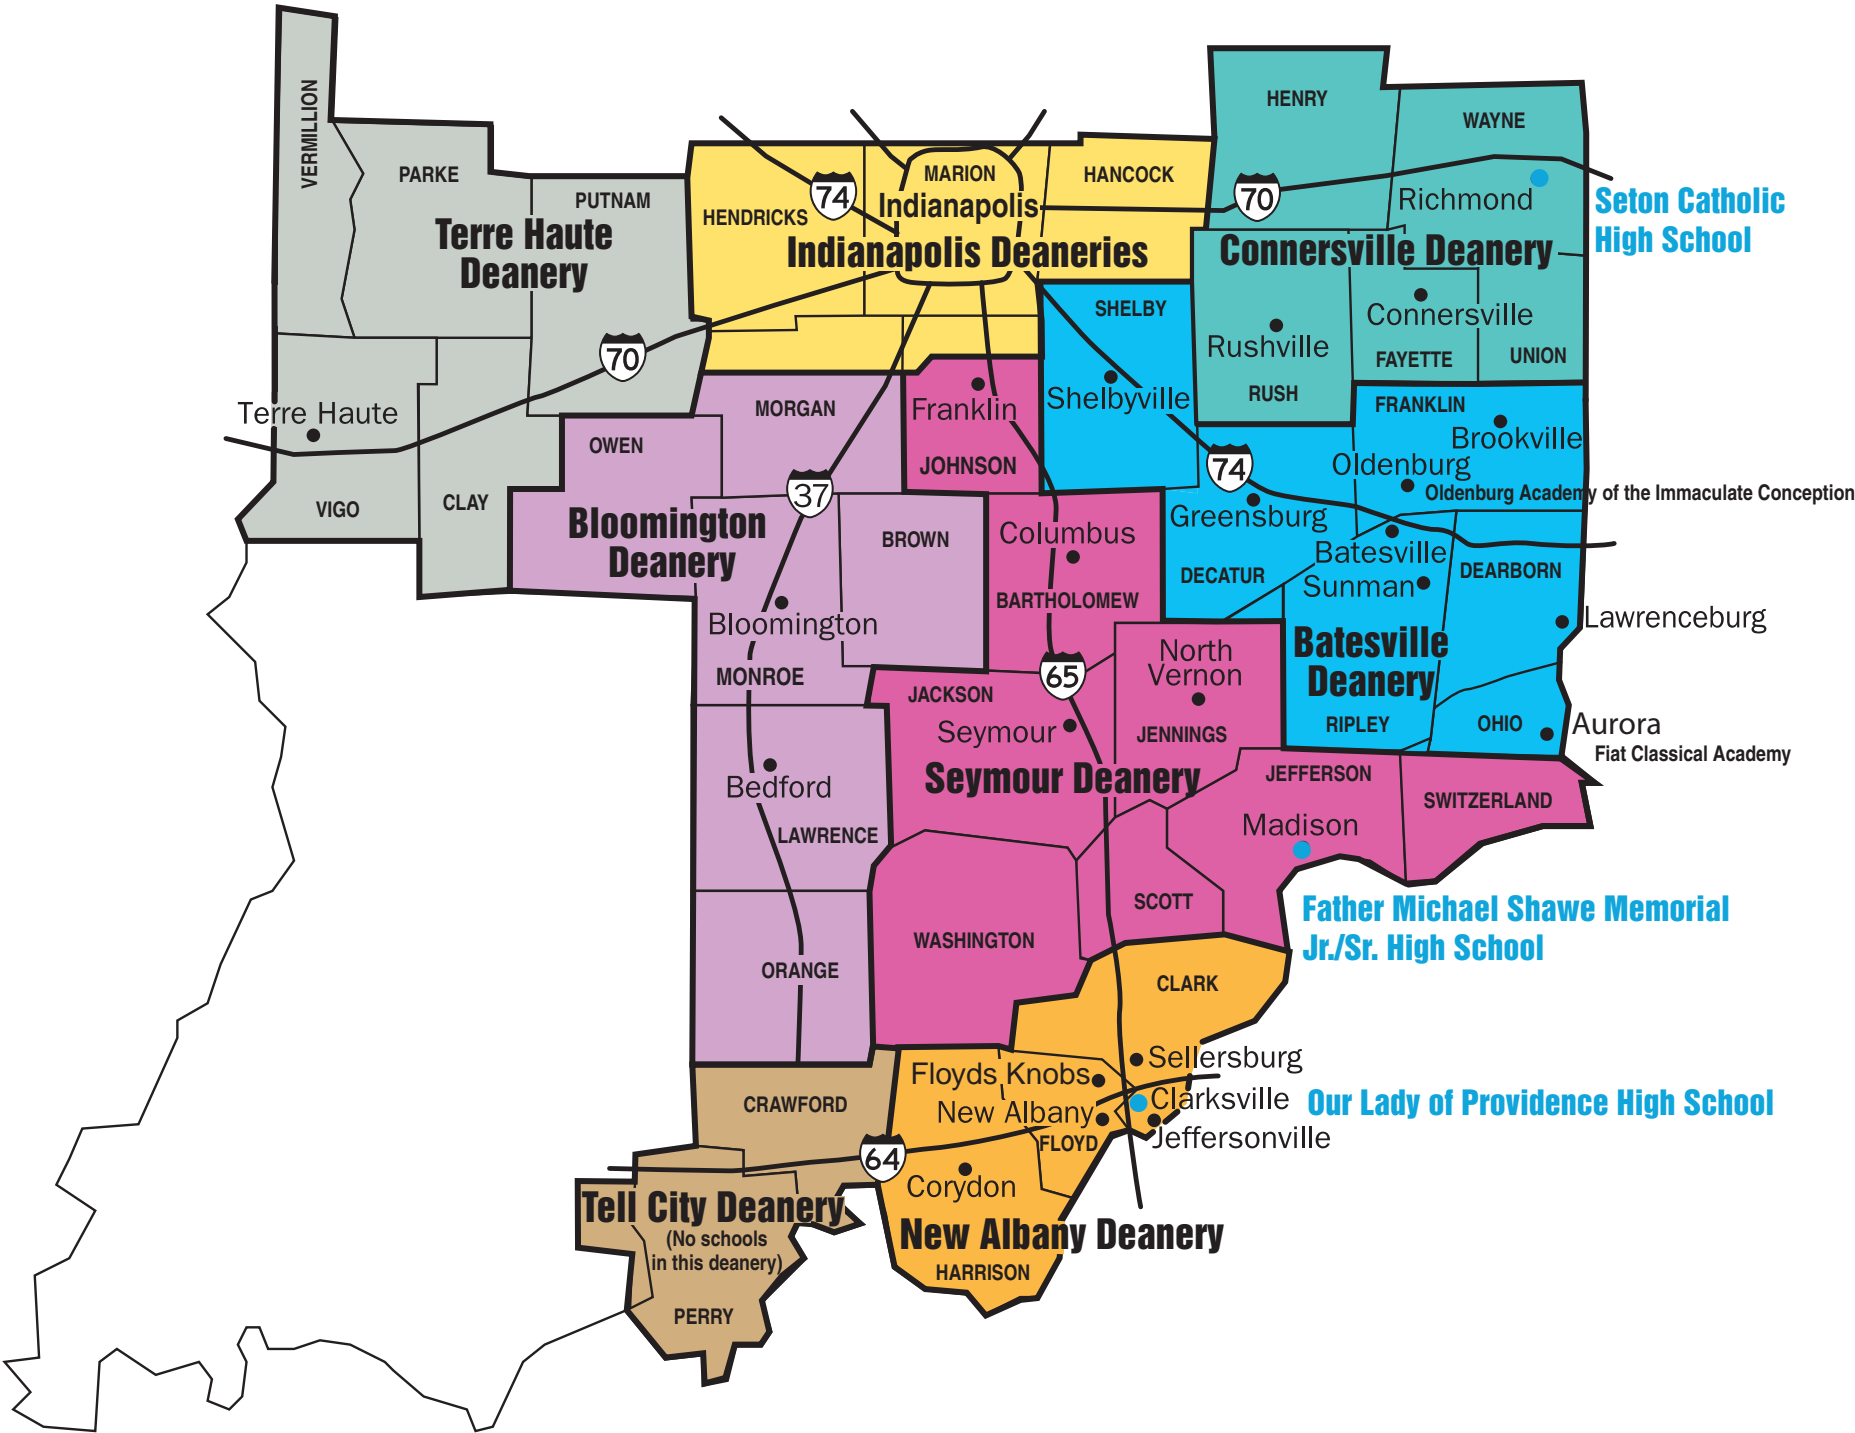 HENRY
WAYNE
VERMILLION
PARKE
PUTNAM
MARION
HANCOCK
HENDRICKS
74
Indianapolis
70
Richmond
Seton Catholic
High School
Terre Haute
Deanery
Indianapolis Deaneries
Connersville Deanery
SHELBY
Connersville
Rushville
FAYETTE
UNION
70
RUSH
Terre Haute
MORGAN
Franklin
Shelbyville
FRANKLIN
Brookville
OWEN
JOHNSON
74
Oldenburg
Oldenburg Academy of the Immaculate Conception
37
VIGO
CLAY
Bloomington
Deanery
BROWN
Columbus
Greensburg
Batesville
DECATUR
Sunman
DEARBORN
BARTHOLOMEW
Bloomington
Lawrenceburg
North
Vernon
Batesville
Deanery
MONROE
65
JACKSON
Seymour
JENNINGS
RIPLEY
OHIO
Aurora
Fiat Classical Academy
Bedford
Seymour Deanery
JEFFERSON
SWITZERLAND
LAWRENCE
Madison
SCOTT
Father Michael Shawe Memorial
Jr./Sr. High School
WASHINGTON
ORANGE
CLARK
Sellersburg
Floyds Knobs
CRAWFORD
New Albany
Clarksville
Our Lady of Providence High School
Jeffersonville
FLOYD
64
Corydon
Tell City Deanery
(No schools
in this deanery)
New Albany Deanery
HARRISON
PERRY